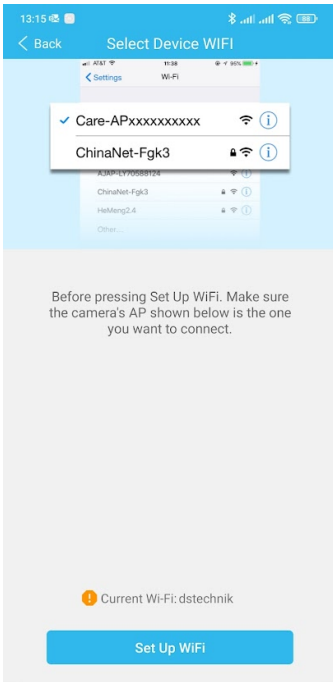 13:15
Back
Select Device WIFI
AT&T 11:38 96%
Settings
Wi-Fi
Care-APxxxxxxxxxx
ChinaNet-Fgk3
AJAP-LY70588124
ChinaNet-Fgk3
HeMeng2.4
Other...
Before pressing Set Up WiFi. Make sure
the camera's AP shown below is the one
you want to connect.
Current Wi-Fi: dstechnik
Set Up WiFi